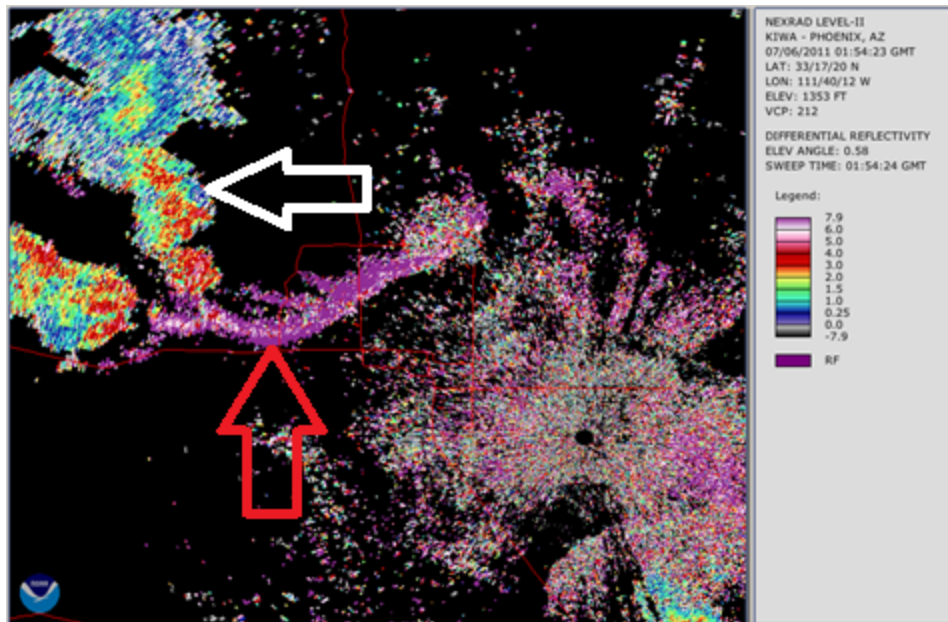 NEXRAD LEVEL-II
KIWA - PHOENIX, AZ
07/06/2011 01:54:23 GMT
LAT: 33/17/20 N
LON: 111/40/12 W
ELEV: 1353 FT
VCP: 212
DIFFERENTIAL REFLECTIVITY
ELEV ANGLE: 0.58
SWEEP TIME: 01:54:24 GMT
Legend:
7.9
6.0
5.0
4.0
3.0
2.0
1.5
1.0
0.25
0.0
-7.9
RF